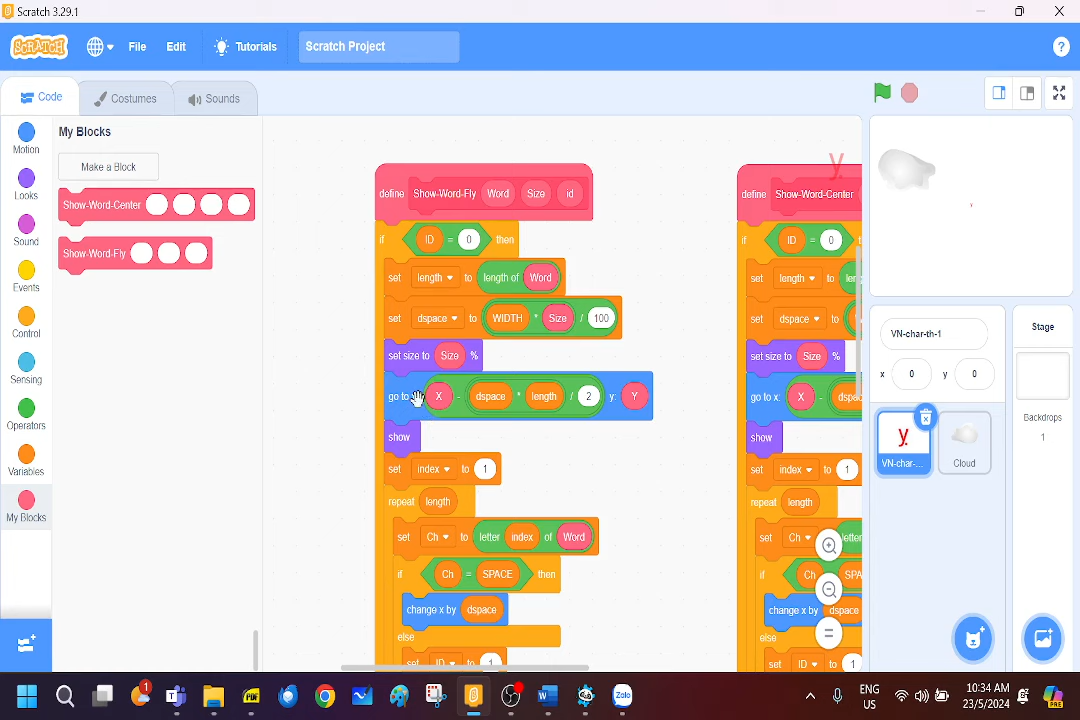 Scratch 3.29.1
SCRATCH File Edit Tutorials Scratch Project ?
Code Costumes Sounds
Motion
Looks
Sound
Events
Control
Sensing
Operators
Variables
My Blocks
My Blocks
Make a Block
Show-Word-Center
Show-Word-Fly
define Show-Word-Fly Word Size id
if ID = 0 then
set length to length of Word
set dspace to WIDTH * Size / 100
set size to Size %
go to X - dspace * length / 2 y: Y
show
set index to 1
repeat length
set Ch to letter index of Word
if Ch = SPACE then
change x by dspace
else
set ID to 1
y
define Show-Word-Center
if ID = 0
set length to
set dspace to
set size to Size %
go to x: X -
show
set index to 1
repeat length
set Ch to letter
if Ch
change x by dspace
else
set ID to 1
y
VN-char-th-1
x 0 y 0
y
VN-char-...
Cloud
Stage
Backdrops
1
1
PDF
Zalo
ENG
US
10:34 AM
23/5/2024
PRE